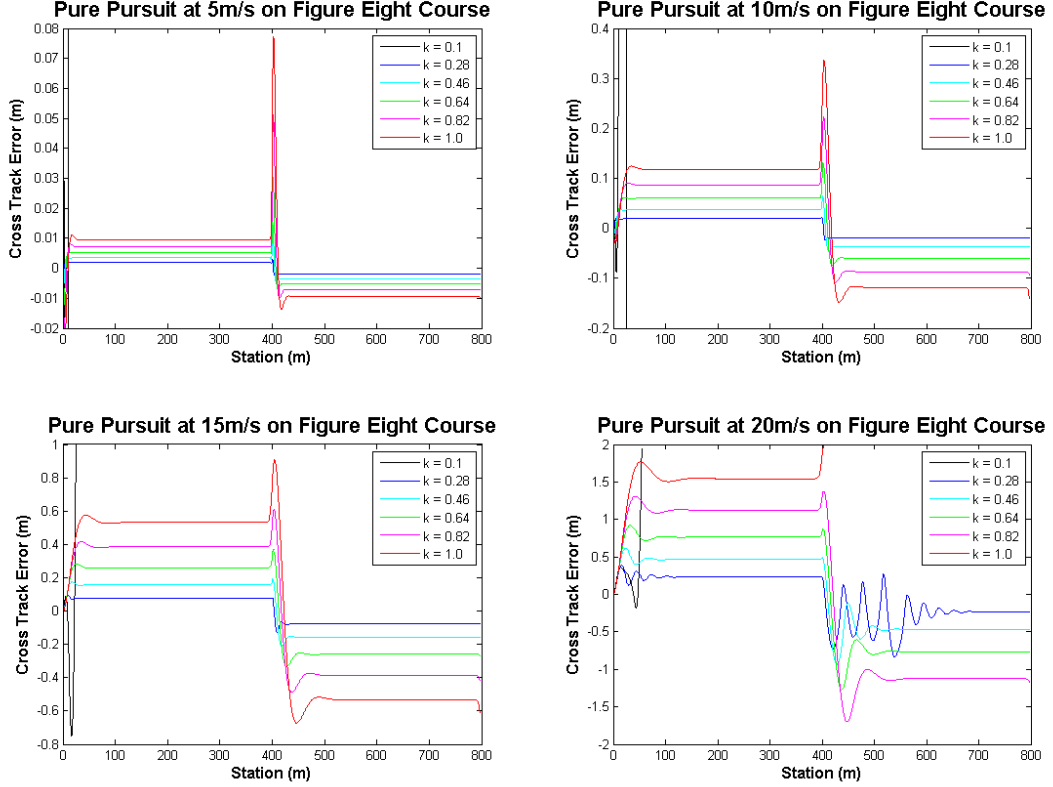 Pure Pursuit at 5m/s on Figure Eight Course
Cross Track Error (m)
0.08
0.07
0.06
0.05
0.04
0.03
0.02
0.01
0
-0.01
-0.02
k = 0.1
k = 0.28
k = 0.46
k = 0.64
k = 0.82
k = 1.0
0 100 200 300 400 500 600 700 800
Station (m)
Pure Pursuit at 10m/s on Figure Eight Course
Cross Track Error (m)
0.4
0.3
0.2
0.1
0
-0.1
-0.2
k = 0.1
k = 0.28
k = 0.46
k = 0.64
k = 0.82
k = 1.0
0 100 200 300 400 500 600 700 800
Station (m)
Pure Pursuit at 15m/s on Figure Eight Course
Cross Track Error (m)
1
0.8
0.6
0.4
0.2
0
-0.2
-0.4
-0.6
-0.8
k = 0.1
k = 0.28
k = 0.46
k = 0.64
k = 0.82
k = 1.0
0 100 200 300 400 500 600 700 800
Station (m)
Pure Pursuit at 20m/s on Figure Eight Course
Cross Track Error (m)
2
1.5
1
0.5
0
-0.5
-1
-1.5
-2
k = 0.1
k = 0.28
k = 0.46
k = 0.64
k = 0.82
k = 1.0
0 100 200 300 400 500 600 700 800
Station (m)